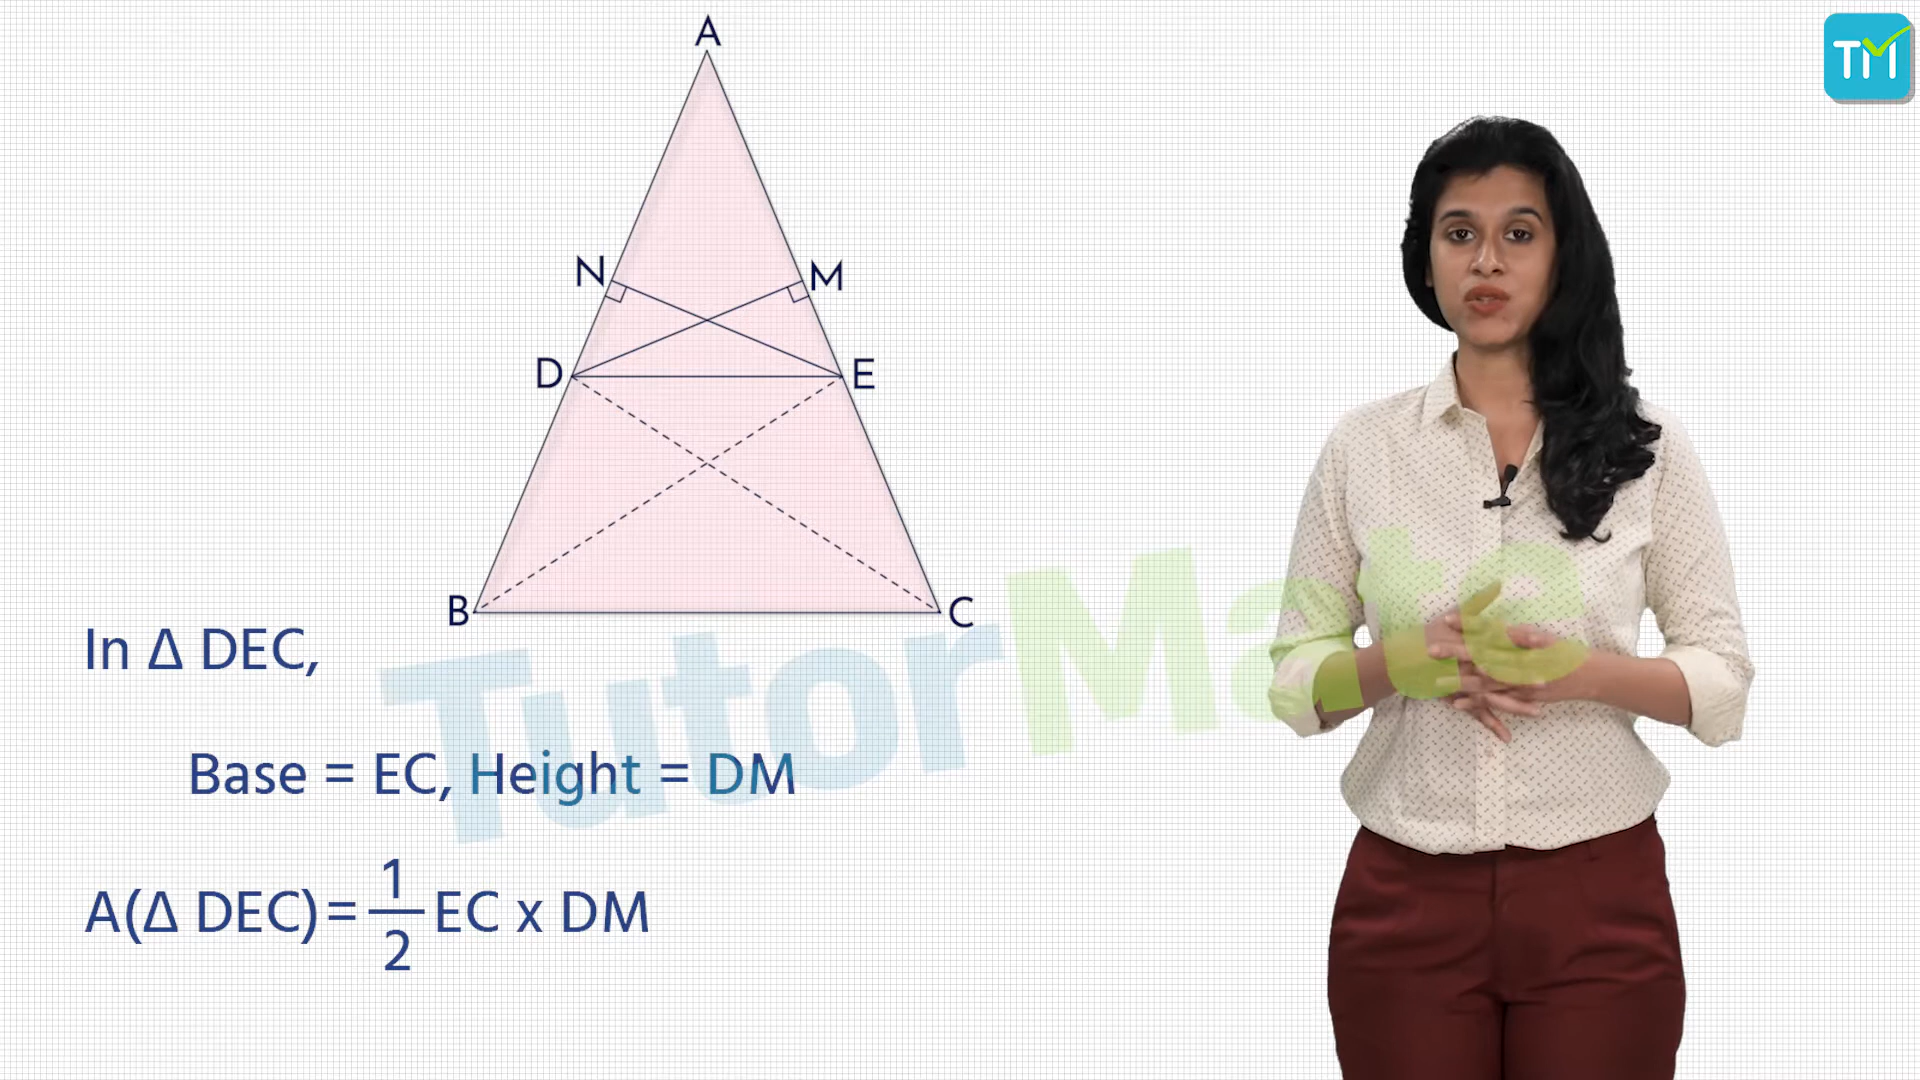 A
N M
D E
B C
In Δ DEC,
Base = EC, Height = DM
A(Δ DEC) = 1/2 EC x DM
TutorMate
TM